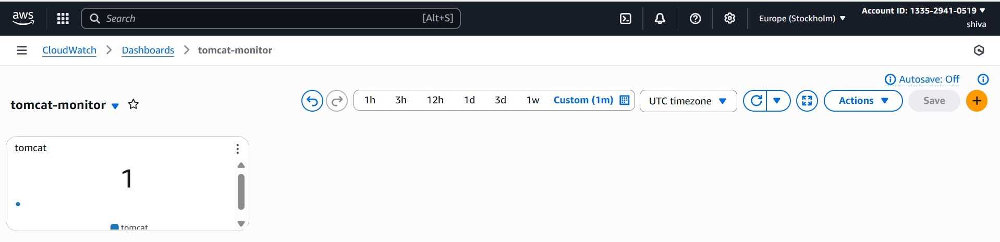 aws
Search [Alt+S]
Europe (Stockholm)
Account ID: 1335-2941-0519
shiva
CloudWatch Dashboards tomcat-monitor
Autosave: Off
tomcat-monitor
1h 3h 12h 1d 3d 1w Custom (1m)
UTC timezone
Actions
Save
tomcat
1
tomcat